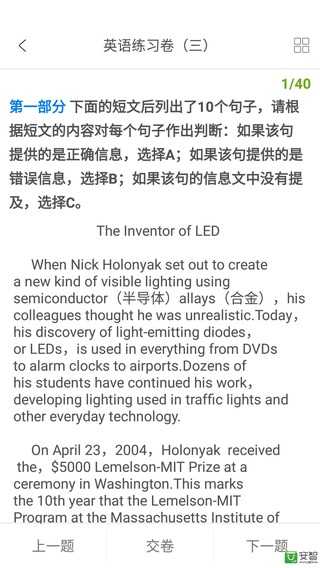 英语练习卷（三）
1/40
第一部分 下面的短文后列出了10个句子，请根
据短文的内容对每个句子作出判断：如果该句
提供的是正确信息，选择A；如果该句提供的是
错误信息，选择B；如果该句的信息文中没有提
及，选择C。
The Inventor of LED
When Nick Holonyak set out to create
a new kind of visible lighting using
semiconductor（半导体）allays（合金），his
colleagues thought he was unrealistic.Today，
his discovery of light-emitting diodes，
or LEDs，is used in everything from DVDs
to alarm clocks to airports.Dozens of
his students have continued his work，
developing lighting used in traffic lights and
other everyday technology.
On April 23，2004，Holonyak received
the，$5000 Lemelson-MIT Prize at a
ceremony in Washington.This marks
the 10th year that the Lemelson-MIT
Program at the Massachusetts Institute of
上一题 交卷 下一题
安智